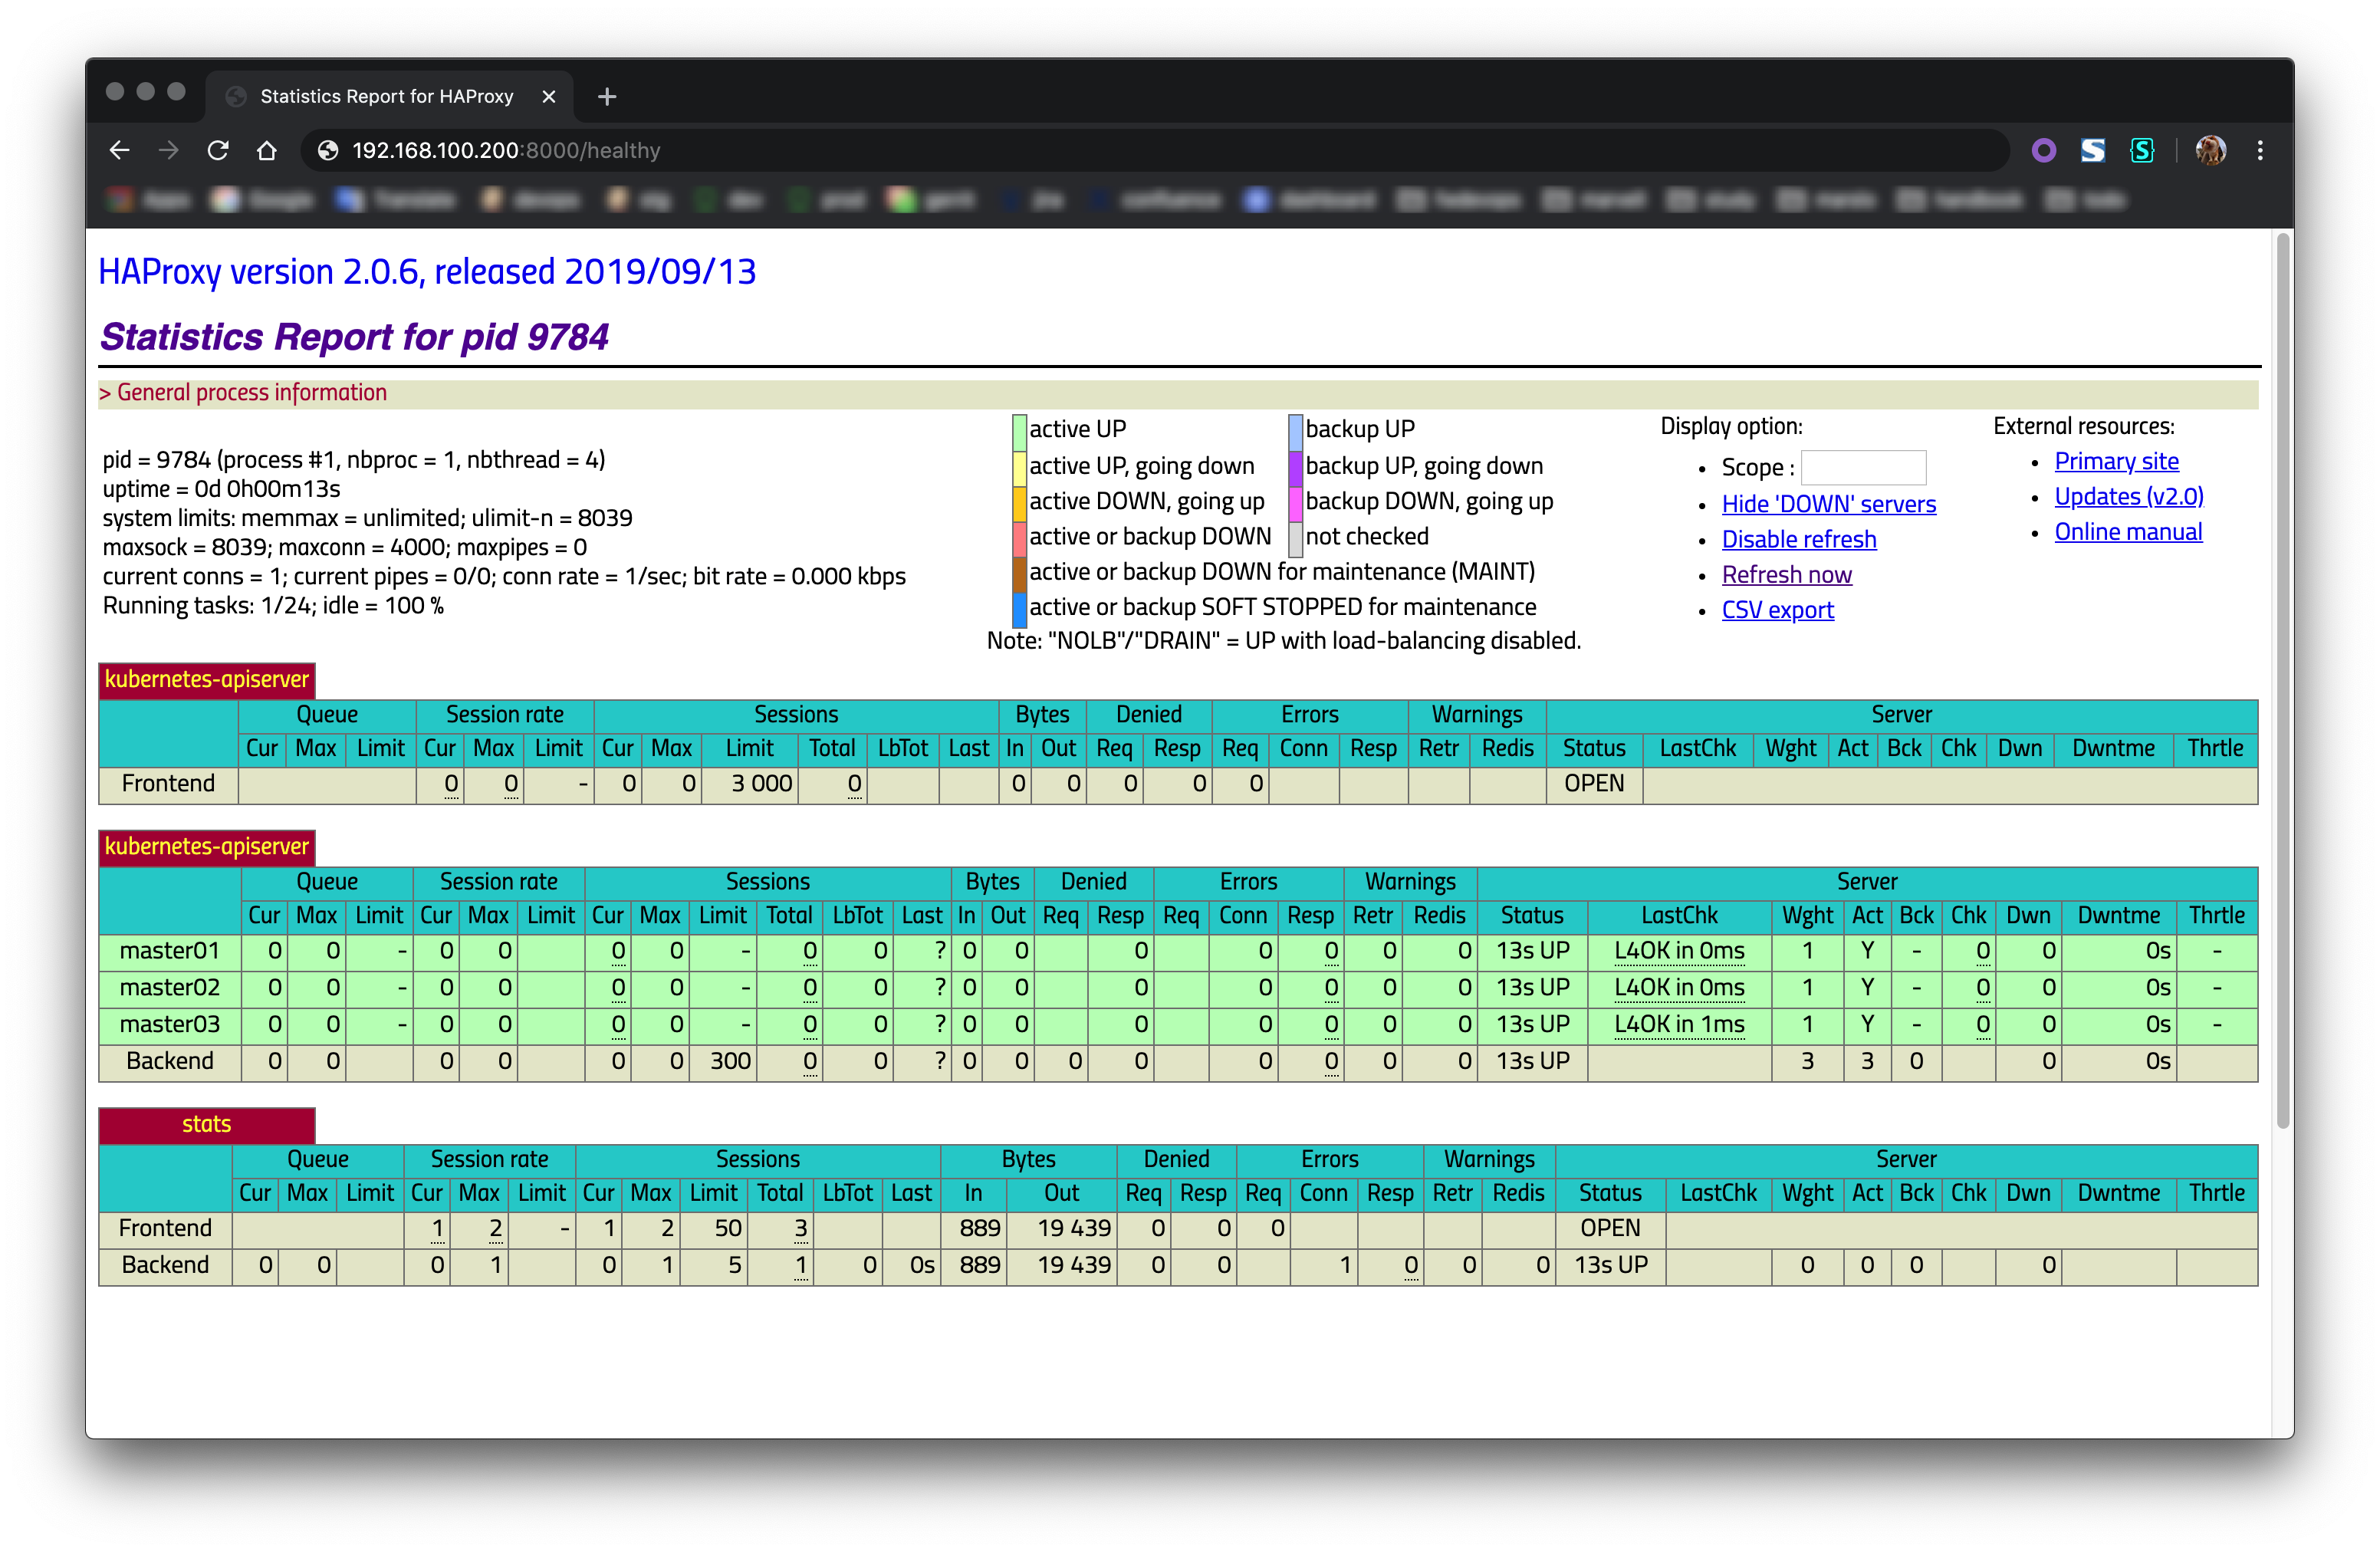 Statistics Report for HAProxy
192.168.100.200:8000/healthy
HAProxy version 2.0.6, released 2019/09/13
Statistics Report for pid 9784
> General process information
pid = 9784 (process #1, nbproc = 1, nbthread = 4)
uptime = 0d 0h00m13s
system limits: memmax = unlimited; ulimit-n = 8039
maxsock = 8039; maxconn = 4000; maxpipes = 0
current conns = 1; current pipes = 0/0; conn rate = 1/sec; bit rate = 0.000 kbps
Running tasks: 1/24; idle = 100 %
active UP backup UP
active UP, going down backup UP, going down
active DOWN, going up backup DOWN, going up
active or backup DOWN not checked
active or backup DOWN for maintenance (MAINT)
active or backup SOFT STOPPED for maintenance
Note: "NOLB"/"DRAIN" = UP with load-balancing disabled.
Display option:
• Scope :
• Hide 'DOWN' servers
• Disable refresh
• Refresh now
• CSV export
External resources:
• Primary site
• Updates (v2.0)
• Online manual
kubernetes-apiserver
Queue Session rate Sessions Bytes Denied Errors Warnings Server
Cur Max Limit Cur Max Limit Cur Max Limit Total LbTot Last In Out Req Resp Req Conn Resp Retr Redis Status LastChk Wght Act Bck Chk Dwn Dwntme Thrtle
Frontend 0 0 - 0 0 3 000 0 0 0 0 0 0 OPEN
kubernetes-apiserver
Queue Session rate Sessions Bytes Denied Errors Warnings Server
Cur Max Limit Cur Max Limit Cur Max Limit Total LbTot Last In Out Req Resp Req Conn Resp Retr Redis Status LastChk Wght Act Bck Chk Dwn Dwntme Thrtle
master01 0 0 - 0 0 0 0 - 0 0 ? 0 0 0 0 0 0 0 13s UP L4OK in 0ms 1 Y - 0 0 0s -
master02 0 0 - 0 0 0 0 - 0 0 ? 0 0 0 0 0 0 0 13s UP L4OK in 0ms 1 Y - 0 0 0s -
master03 0 0 - 0 0 0 0 - 0 0 ? 0 0 0 0 0 0 0 13s UP L4OK in 1ms 1 Y - 0 0 0s -
Backend 0 0 0 0 0 0 300 0 0 ? 0 0 0 0 0 0 0 0 13s UP 3 3 0 0 0s
stats
Queue Session rate Sessions Bytes Denied Errors Warnings Server
Cur Max Limit Cur Max Limit Cur Max Limit Total LbTot Last In Out Req Resp Req Conn Resp Retr Redis Status LastChk Wght Act Bck Chk Dwn Dwntme Thrtle
Frontend 1 2 - 1 2 50 3 889 19 439 0 0 0 OPEN
Backend 0 0 0 1 0 1 5 1 0 0s 889 19 439 0 0 1 0 0 0 13s UP 0 0 0 0